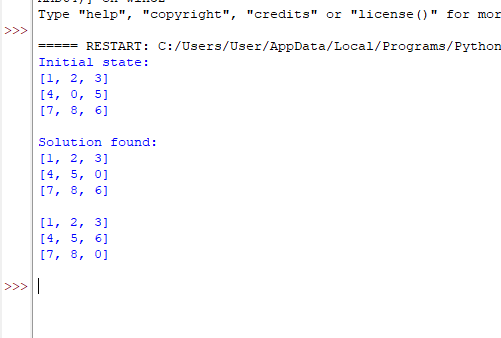 Type "help", "copyright", "credits" or "license()" for mor
>>>
===== RESTART: C:/Users/User/AppData/Local/Programs/Python
Initial state:
[1, 2, 3]
[4, 0, 5]
[7, 8, 6]
Solution found:
[1, 2, 3]
[4, 5, 0]
[7, 8, 6]
[1, 2, 3]
[4, 5, 6]
[7, 8, 0]
>>>